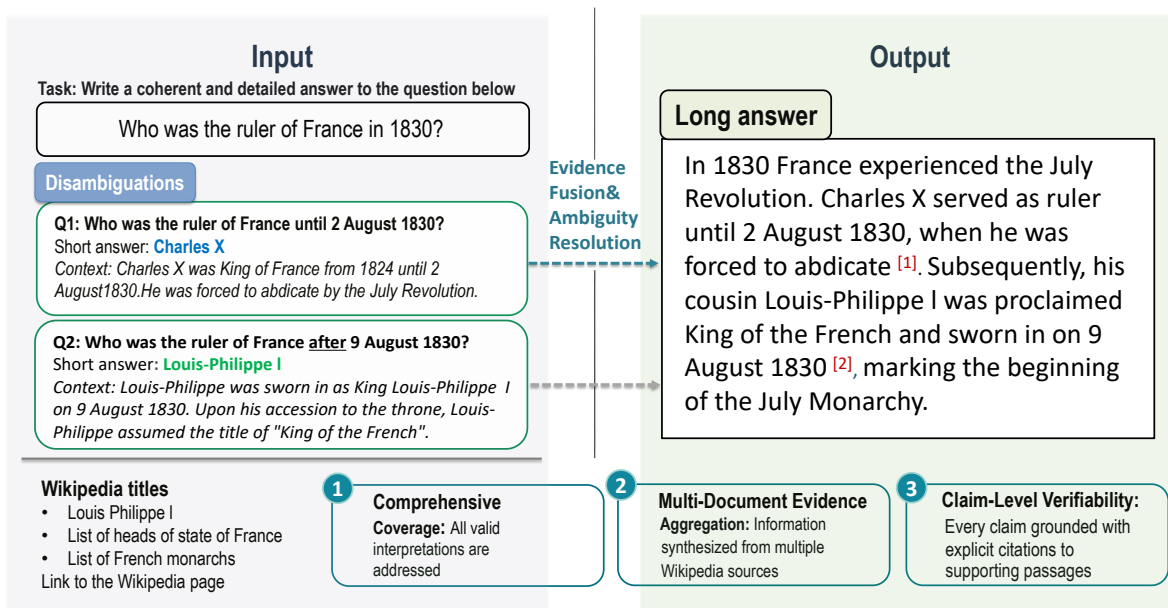 Input
Task: Write a coherent and detailed answer to the question below
Who was the ruler of France in 1830?
Disambiguations
Q1: Who was the ruler of France until 2 August 1830?
Short answer: Charles X
Context: Charles X was King of France from 1824 until 2
August1830.He was forced to abdicate by the July Revolution.
Q2: Who was the ruler of France after 9 August 1830?
Short answer: Louis-Philippe l
Context: Louis-Philippe was sworn in as King Louis-Philippe I
on 9 August 1830. Upon his accession to the throne, Louis-
Philippe assumed the title of "King of the French".
Evidence
Fusion&
Ambiguity
Resolution
Output
Long answer
In 1830 France experienced the July
Revolution. Charles X served as ruler
until 2 August 1830, when he was
forced to abdicate [1]. Subsequently, his
cousin Louis-Philippe l was proclaimed
King of the French and sworn in on 9
August 1830 [2], marking the beginning
of the July Monarchy.
Wikipedia titles
• Louis Philippe l
• List of heads of state of France
• List of French monarchs
Link to the Wikipedia page
1
Comprehensive
Coverage: All valid
interpretations are
addressed
2
Multi-Document Evidence
Aggregation: Information
synthesized from multiple
Wikipedia sources
3
Claim-Level Verifiability:
Every claim grounded with
explicit citations to
supporting passages